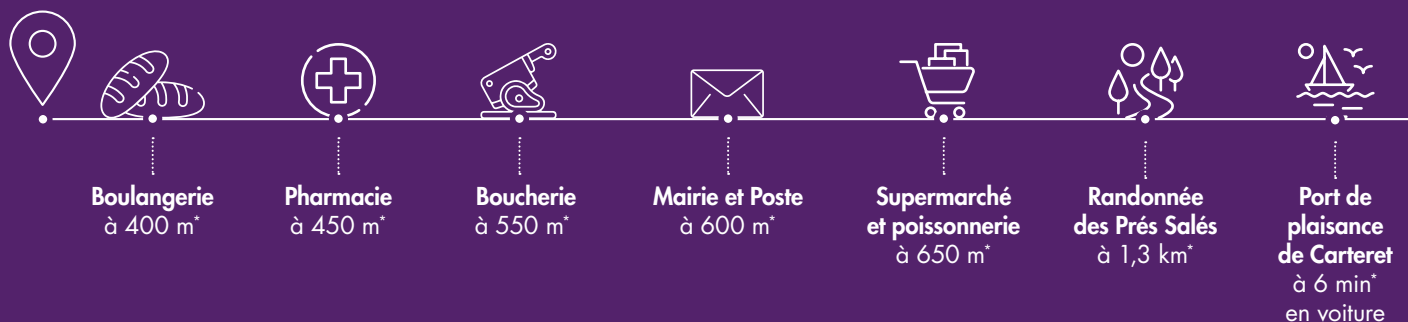 Boulangerie
à 400 m*
Pharmacie
à 450 m*
Boucherie
à 550 m*
Mairie et Poste
à 600 m*
Supermarché
et poissonnerie
à 650 m*
Randonnée
des Prés Salés
à 1,3 km*
Port de
plaisance
de Carteret
à 6 min*
en voiture